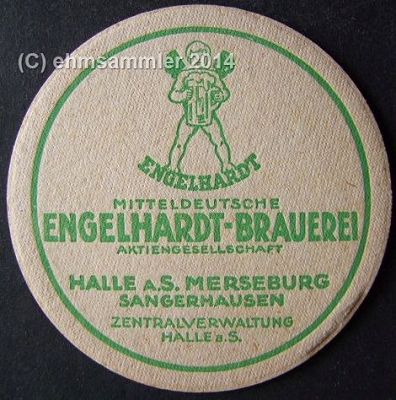 (C) ehmsammler 2014
ENGELHARDT
MITTELDEUTSCHE
ENGELHARDT-BRAUEREI
AKTIENGESELLSCHAFT
HALLE A.S. MERSEBURG
SANGERHAUSEN
ZENTRALVERWALTUNG
HALLE A.S.